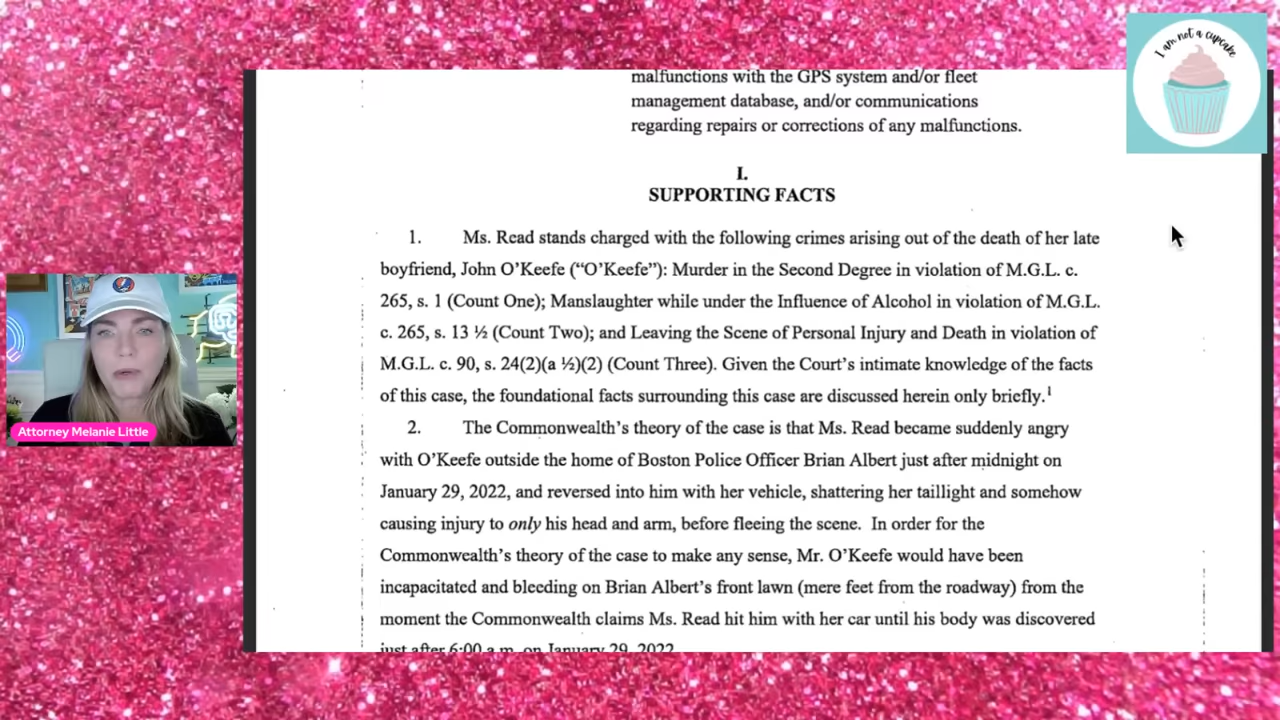 I am not a cupcake
malfunctions with the GPS system and/or fleet
management database, and/or communications
regarding repairs or corrections of any malfunctions.
I.
SUPPORTING FACTS
1. Ms. Read stands charged with the following crimes arising out of the death of her late
boyfriend, John O’Keefe (“O’Keefe”): Murder in the Second Degree in violation of M.G.L. c.
265, s. 1 (Count One); Manslaughter while under the Influence of Alcohol in violation of M.G.L.
c. 265, s. 13 ½ (Count Two); and Leaving the Scene of Personal Injury and Death in violation of
M.G.L. c. 90, s. 24(2)(a ½)(2) (Count Three). Given the Court’s intimate knowledge of the facts
of this case, the foundational facts surrounding this case are discussed herein only briefly.¹
2. The Commonwealth’s theory of the case is that Ms. Read became suddenly angry
with O’Keefe outside the home of Boston Police Officer Brian Albert just after midnight on
January 29, 2022, and reversed into him with her vehicle, shattering her taillight and somehow
causing injury to only his head and arm, before fleeing the scene. In order for the
Commonwealth’s theory of the case to make any sense, Mr. O’Keefe would have been
incapacitated and bleeding on Brian Albert’s front lawn (mere feet from the roadway) from the
moment the Commonwealth claims Ms. Read hit him with her car until his body was discovered
just after 6:00 a.m. on January 29, 2022.
Attorney Melanie Little